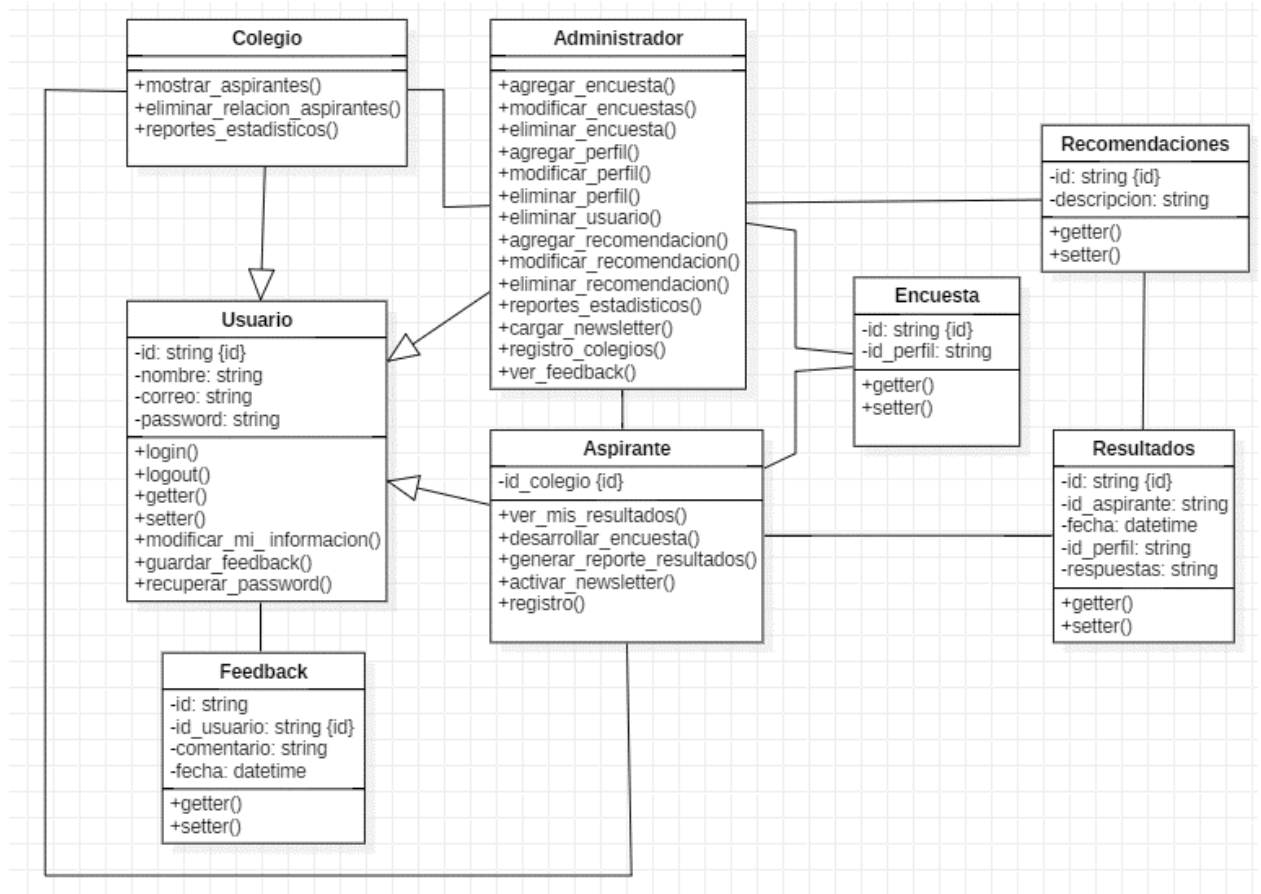 Colegio
+mostrar_aspirantes()
+eliminar_relacion_aspirantes()
+reportes_estadisticos()
Administrador
+agregar_encuesta()
+modificar_encuestas()
+eliminar_encuesta()
+agregar_perfil()
+modificar_perfil()
+eliminar_perfil()
+eliminar_usuario()
+agregar_recomendacion()
+modificar_recomendacion()
+eliminar_recomendacion()
+reportes_estadisticos()
+cargar_newsletter()
+registro_colegios()
+ver_feedback()
Recomendaciones
-id: string {id}
-descripcion: string
+getter()
+setter()
Encuesta
-id: string {id}
-id_perfil: string
+getter()
+setter()
Usuario
-id: string {id}
-nombre: string
-correo: string
-password: string
+login()
+logout()
+getter()
+setter()
+modificar_mi_ informacion()
+guardar_feedback()
+recuperar_password()
Aspirante
-id_colegio {id}
+ver_mis_resultados()
+desarrollar_encuesta()
+generar_reporte_resultados()
+activar_newsletter()
+registro()
Resultados
-id: string {id}
-id_aspirante: string
-fecha: datetime
-id_perfil: string
-respuestas: string
+getter()
+setter()
Feedback
-id: string
-id_usuario: string {id}
-comentario: string
-fecha: datetime
+getter()
+setter()